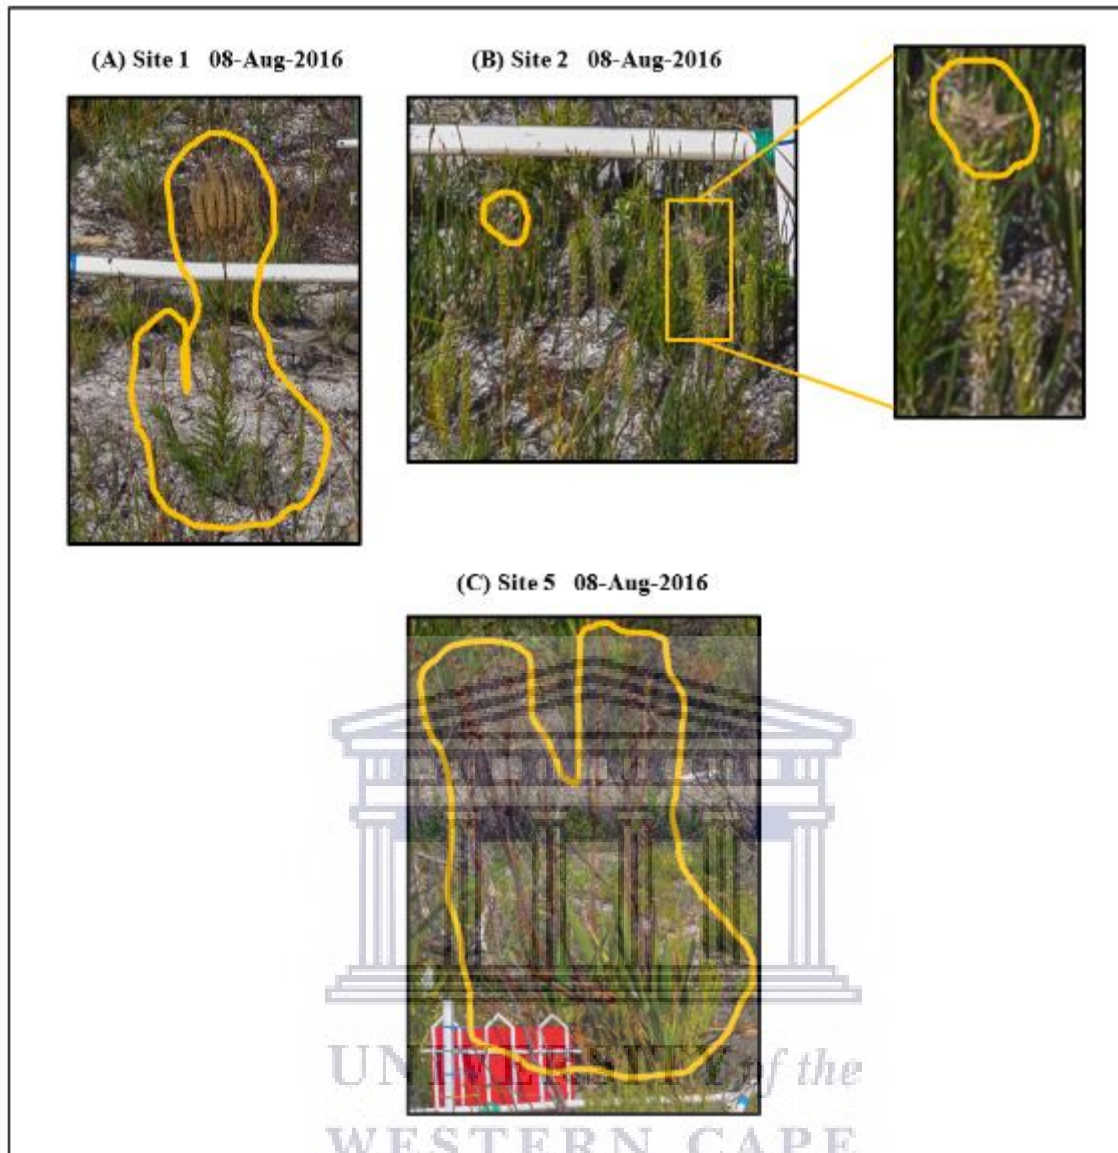 (A) Site 1 08-Aug-2016
(B) Site 2 08-Aug-2016
(C) Site 5 08-Aug-2016
UNIVERSITY of the
WESTERN CAPE